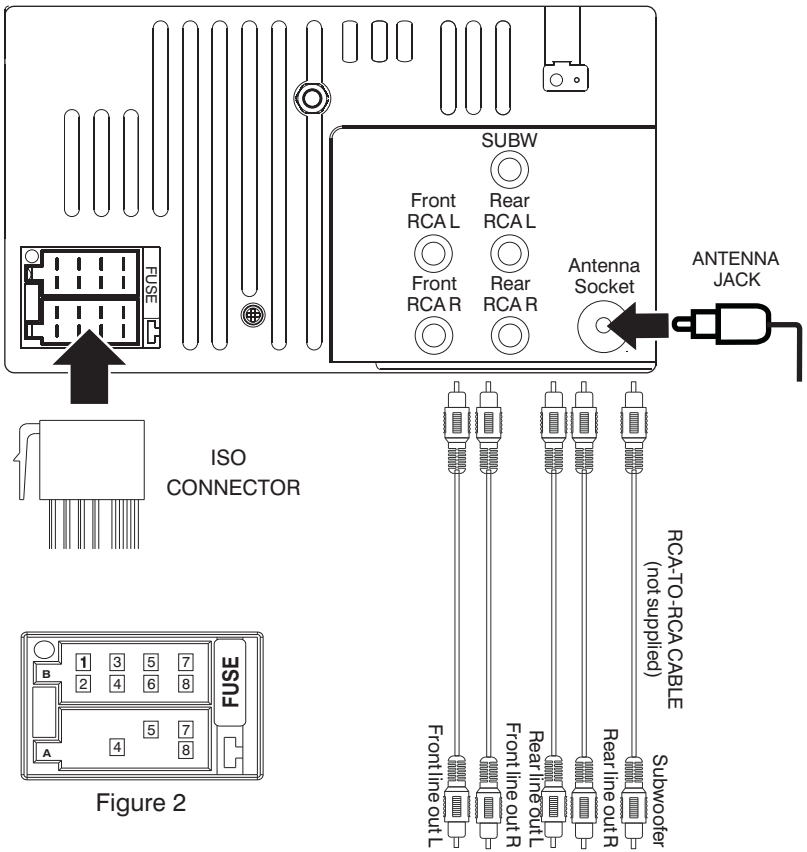 SUBW
Front
RCA L
Rear
RCA L
Front
RCA R
Rear
RCA R
Antenna
Socket
ANTENNA
JACK
FUSE
ISO
CONNECTOR
RCA-TO-RCA CABLE
(not supplied)
B
1 3 5 7
2 4 6 8
5 7
A
4 8
FUSE
Figure 2
Front line out L
Front line out R
Rear line out L
Rear line out R
Subwoofer